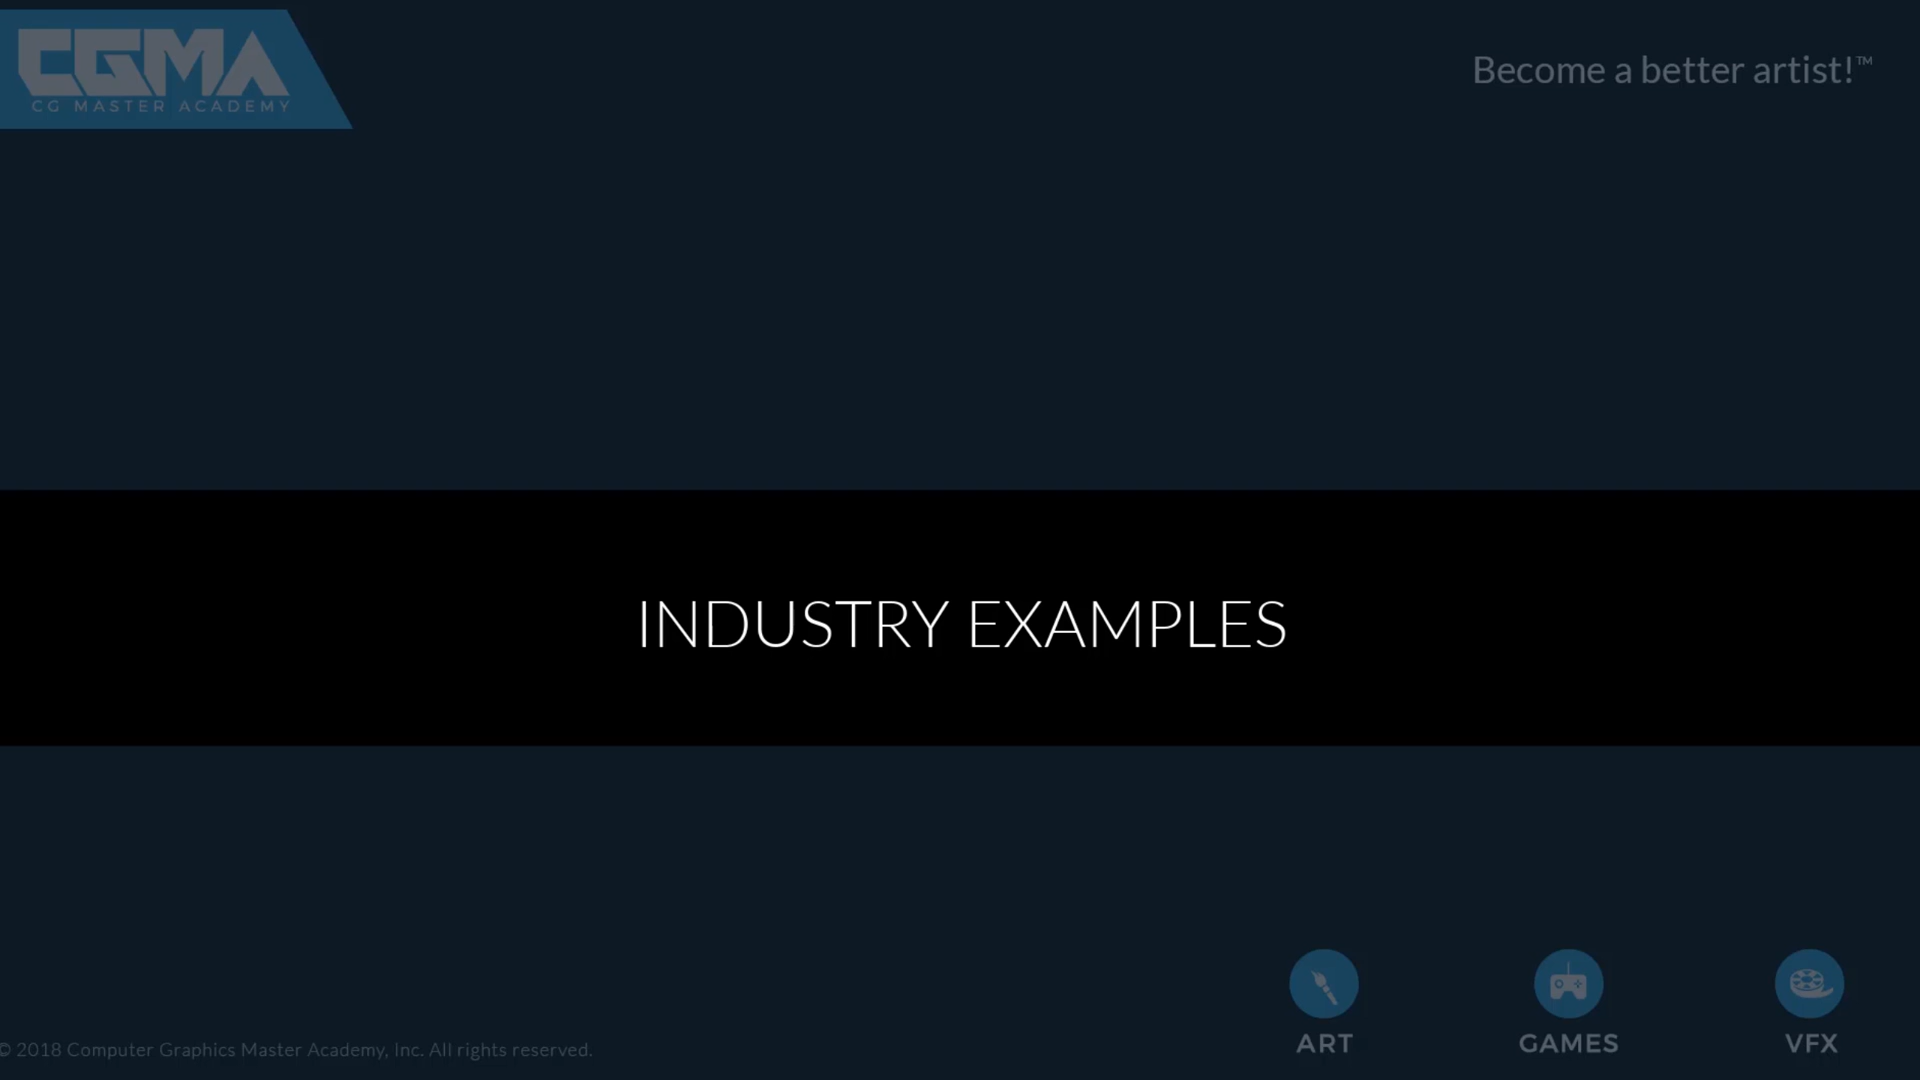 CGMA
CG MASTER ACADEMY
Become a better artist!™
INDUSTRY EXAMPLES
ART
GAMES
VFX
© 2018 Computer Graphics Master Academy, Inc. All rights reserved.